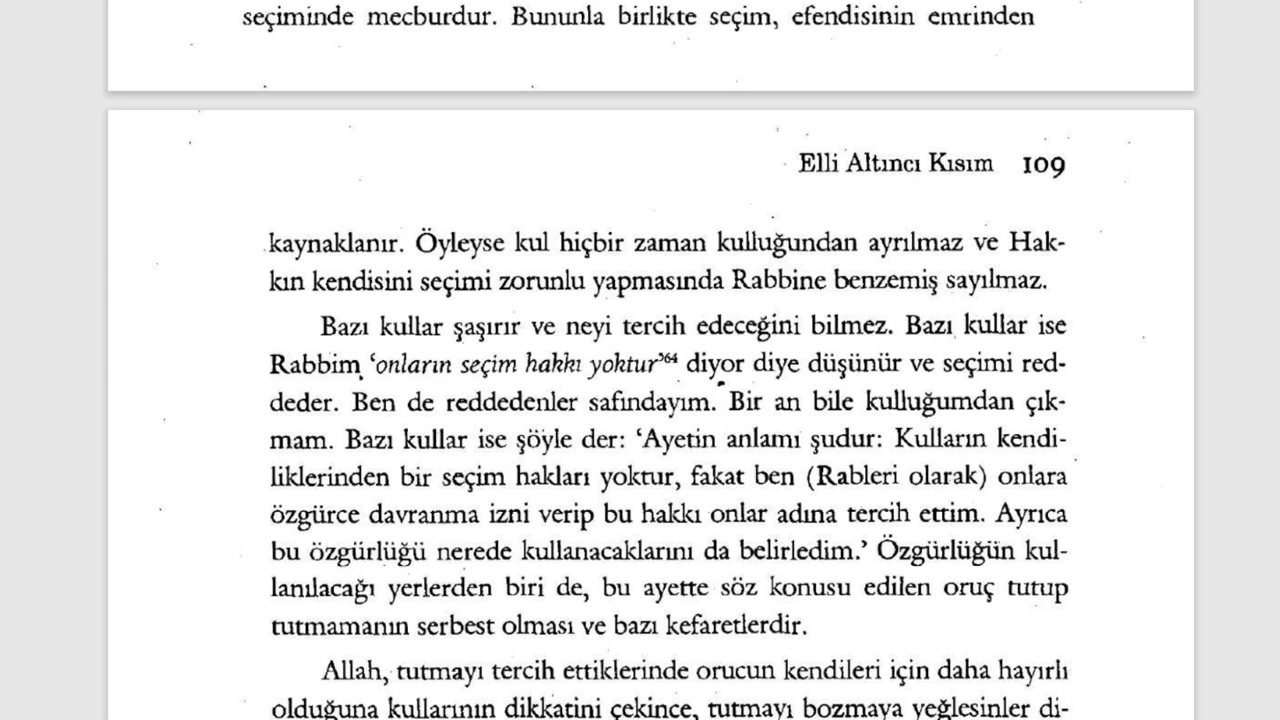 seçiminde mecburdur. Bununla birlikte seçim, efendisinin emrinden
Elli Altıncı Kısım 109
kaynaklanır. Öyleyse kul hiçbir zaman kulluğundan ayrılmaz ve Hak-
kın kendisini seçimi zorunlu yapmasında Rabbine benzemiş sayılmaz.
Bazı kullar şaşırır ve neyi tercih edeceğini bilmez. Bazı kullar ise
Rabbim ‘onların seçim hakkı yoktur’⁶⁴ diyor diye düşünür ve seçimi red-
deder. Ben de reddedenler safındayım. Bir an bile kulluğumdan çık-
mam. Bazı kullar ise şöyle der: ‘Ayetin anlamı şudur: Kulların kendi-
liklerinden bir seçim hakları yoktur, fakat ben (Rableri olarak) onlara
özgürce davranma izni verip bu hakkı onlar adına tercih ettim. Ayrıca
bu özgürlüğü nerede kullanacaklarını da belirledim.’ Özgürlüğün kul-
lanılacağı yerlerden biri de, bu ayette söz konusu edilen oruç tutup
tutmamanın serbest olması ve bazı kefaretlerdir.
Allah, tutmayı tercih ettiklerinde orucun kendileri için daha hayırlı
olduğuna kullarının dikkatini çekince, tutmayı bozmaya yeğlesinler di-